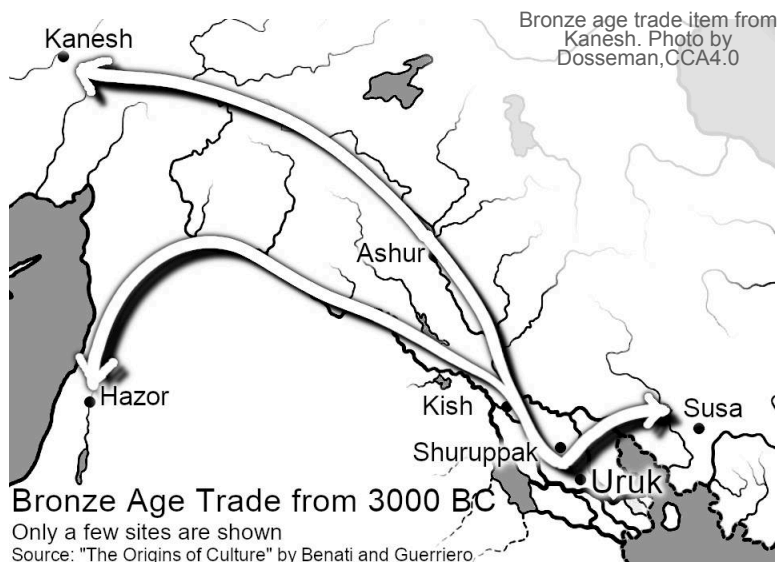 Bronze age trade item from
Kanesh. Photo by
Dosseman,CCA4.0
Kanesh
Ashur
Hazor
Kish
Susa
Shuruppak
Uruk
Bronze Age Trade from 3000 BC
Only a few sites are shown
Source: "The Origins of Culture" by Benati and Guerriero